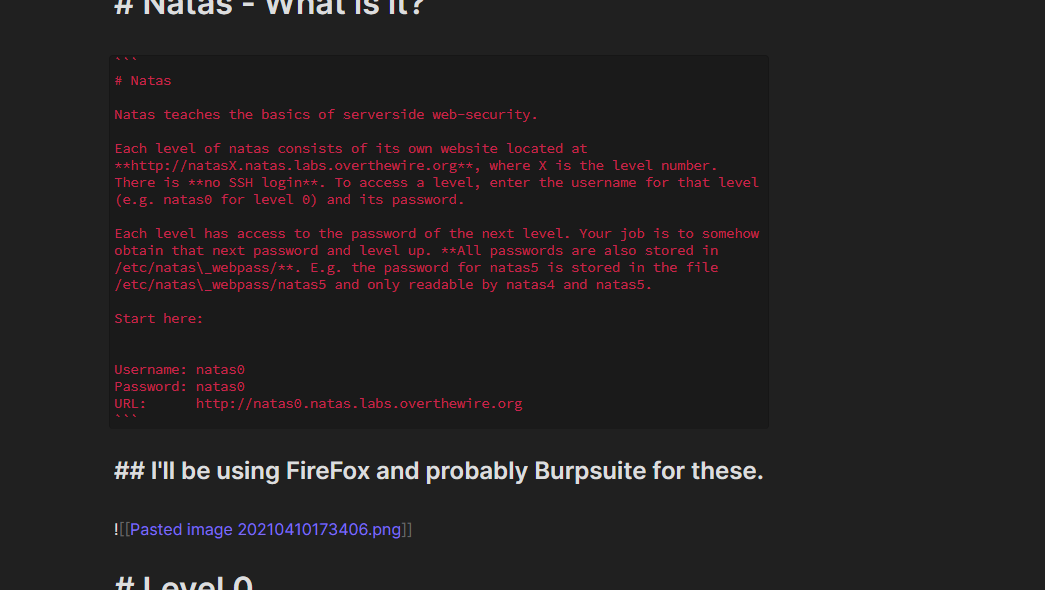 # Natas - What is it?
```
# Natas
Natas teaches the basics of serverside web-security.
Each level of natas consists of its own website located at
**http://natasX.natas.labs.overthewire.org**, where X is the level number.
There is **no SSH login**. To access a level, enter the username for that level
(e.g. natas0 for level 0) and its password.
Each level has access to the password of the next level. Your job is to somehow
obtain that next password and level up. **All passwords are also stored in
/etc/natas\_webpass/**. E.g. the password for natas5 is stored in the file
/etc/natas\_webpass/natas5 and only readable by natas4 and natas5.
Start here:
Username: natas0
Password: natas0
URL:      http://natas0.natas.labs.overthewire.org
```
## I'll be using FireFox and probably Burpsuite for these.
![[Pasted image 20210410173406.png]]
# Level 0